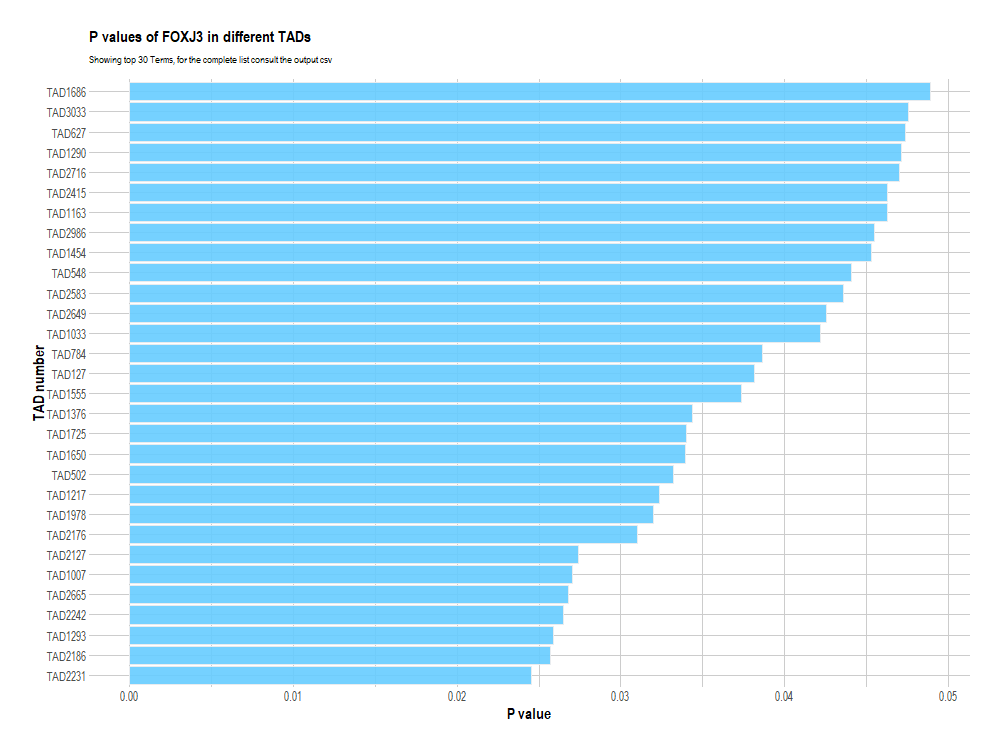 P values of FOXJ3 in different TADs
Showing top 30 Terms, for the complete list consult the output csv
TAD1686
TAD3033
TAD627
TAD1290
TAD2716
TAD2415
TAD1163
TAD2986
TAD1454
TAD548
TAD2583
TAD2649
TAD1033
TAD784
TAD127
TAD1555
TAD1376
TAD1725
TAD1650
TAD502
TAD1217
TAD1978
TAD2176
TAD2127
TAD1007
TAD2665
TAD2242
TAD1293
TAD2186
TAD2231
TAD number
0.00 0.01 0.02 0.03 0.04 0.05
P value